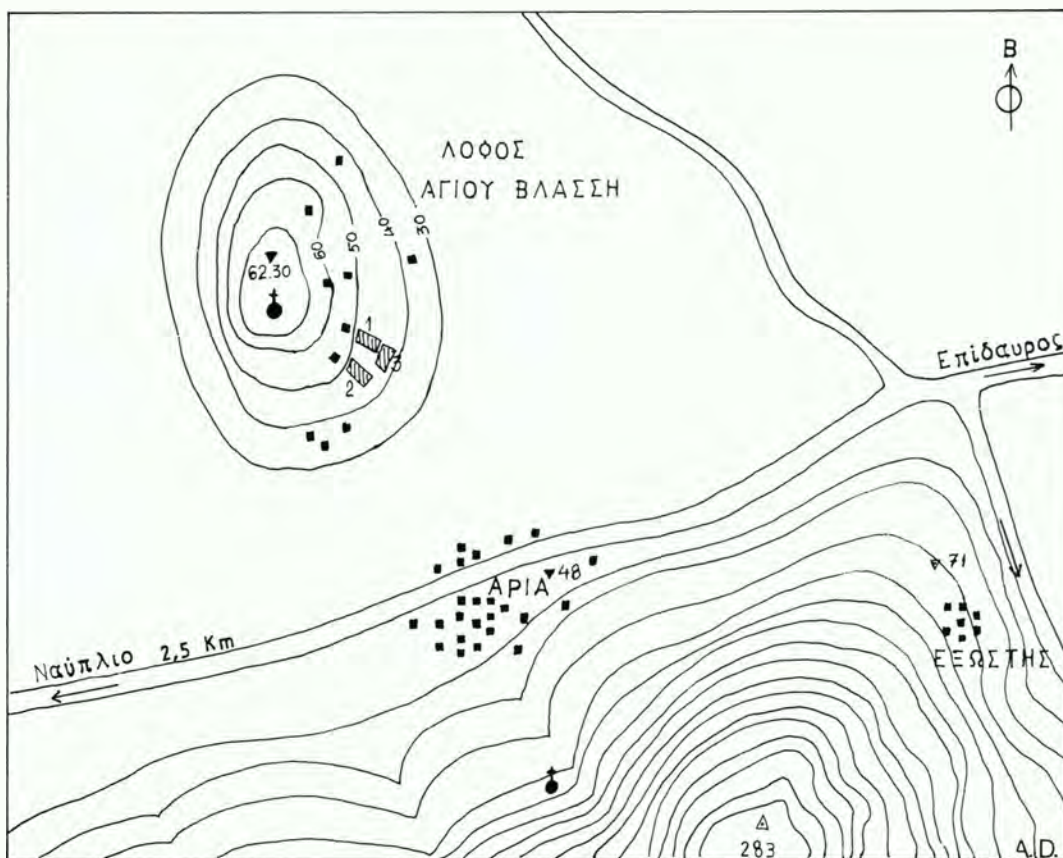 Β
ΛΟΦΟΣ
ΑΓΙΟΥ ΒΛΑΣΣΗ
60
50
40
30
62.30
1
3
2
Επίδαυρος
ΑΡΙΑ
48
71
Ναύπλιο 2,5 Km
ΕΞΩΣΤΗΣ
283
A.D.